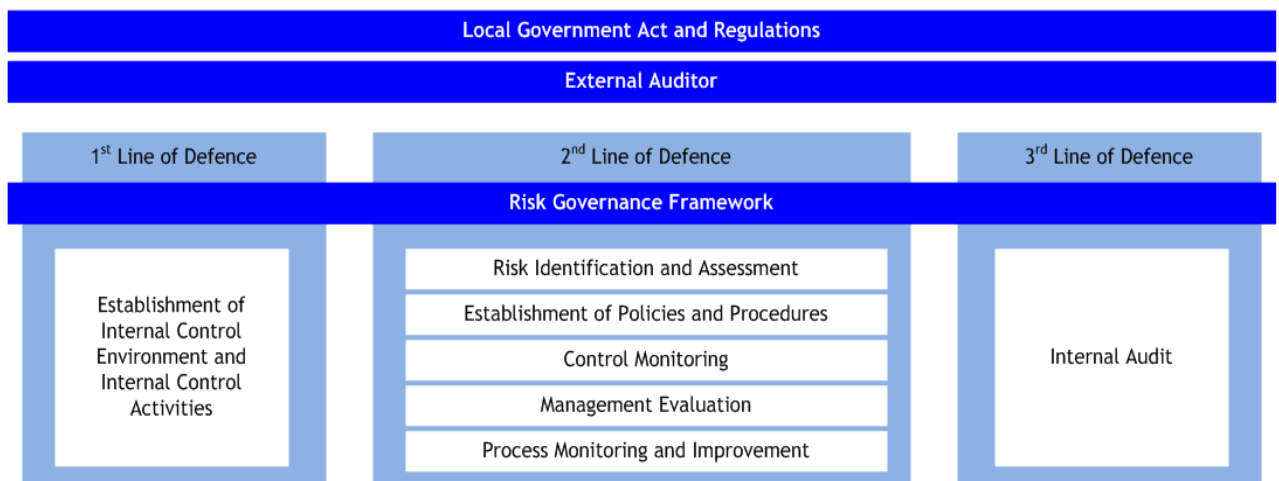 Local Government Act and Regulations
External Auditor
1st Line of Defence
2nd Line of Defence
3rd Line of Defence
Risk Governance Framework
Establishment of
Internal Control
Environment and
Internal Control
Activities
Risk Identification and Assessment
Establishment of Policies and Procedures
Control Monitoring
Management Evaluation
Process Monitoring and Improvement
Internal Audit